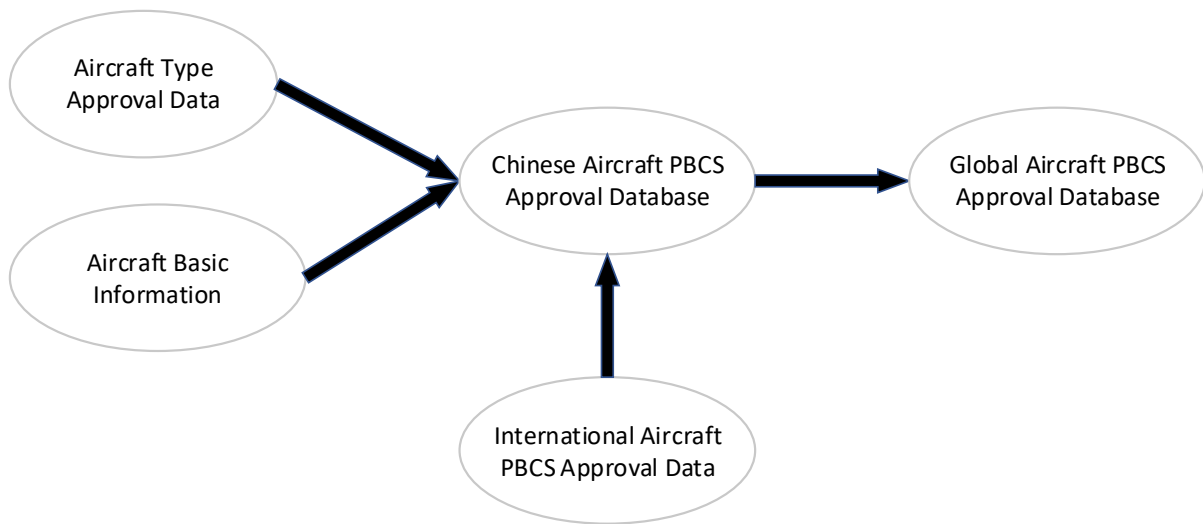 Aircraft Type
Approval Data
Chinese Aircraft PBCS
Approval Database
Global Aircraft PBCS
Approval Database
Aircraft Basic
Information
International Aircraft
PBCS Approval Data